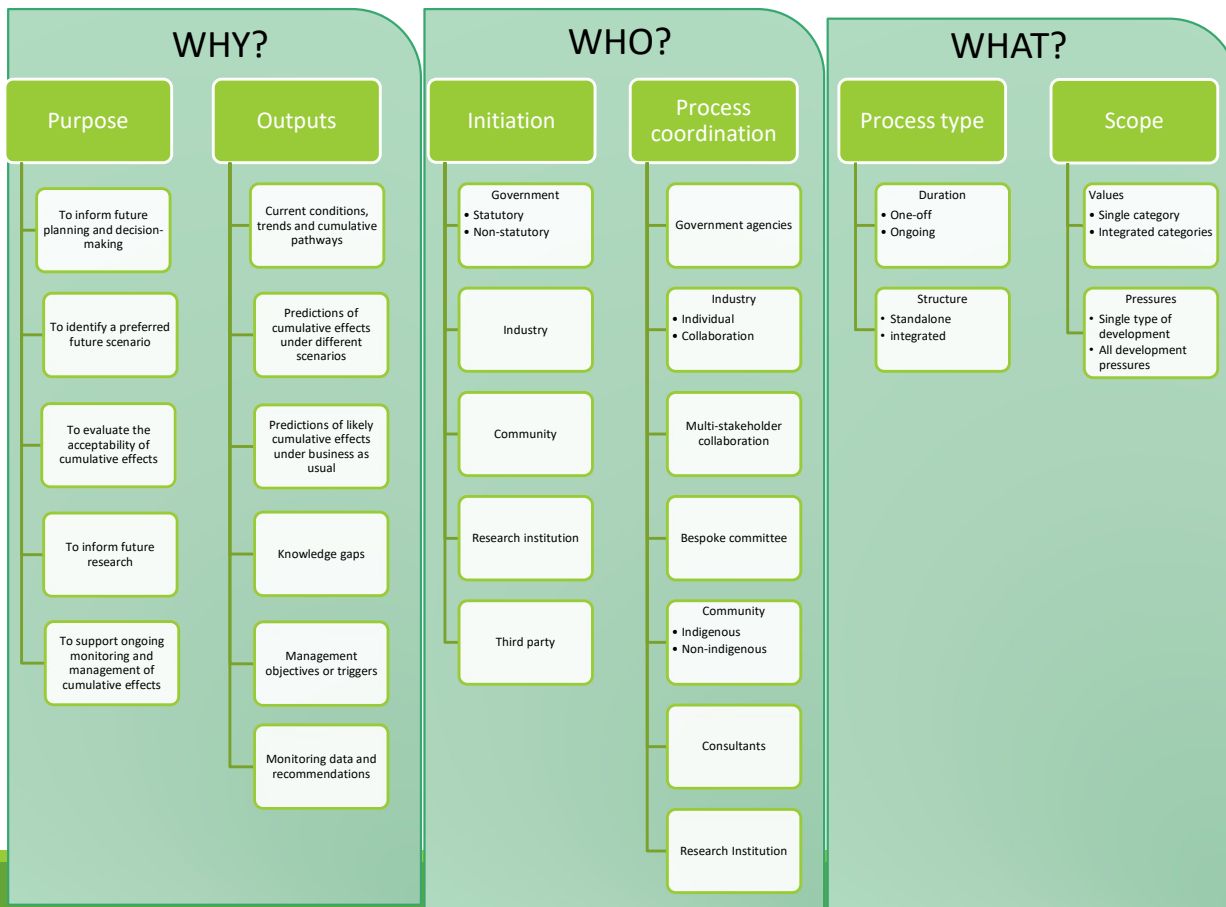 WHY?
Purpose
To inform future
planning and decision-
making
To identify a preferred
future scenario
To evaluate the
acceptability of
cumulative effects
To inform future
research
To support ongoing
monitoring and
management of
cumulative effects
Outputs
Current conditions,
trends and cumulative
pathways
Predictions of
cumulative effects
under different
scenarios
Predictions of likely
cumulative effects
under business as
usual
Knowledge gaps
Management
objectives or triggers
Monitoring data and
recommendations
WHO?
Initiation
Government
• Statutory
• Non-statutory
Industry
Community
Research institution
Third party
Process
coordination
Government agencies
Industry
• Individual
• Collaboration
Multi-stakeholder
collaboration
Bespoke committee
Community
• Indigenous
• Non-indigenous
Consultants
Research Institution
WHAT?
Process type
Duration
• One-off
• Ongoing
Structure
• Standalone
• integrated
Scope
Values
• Single category
• Integrated categories
Pressures
• Single type of
development
• All development
pressures